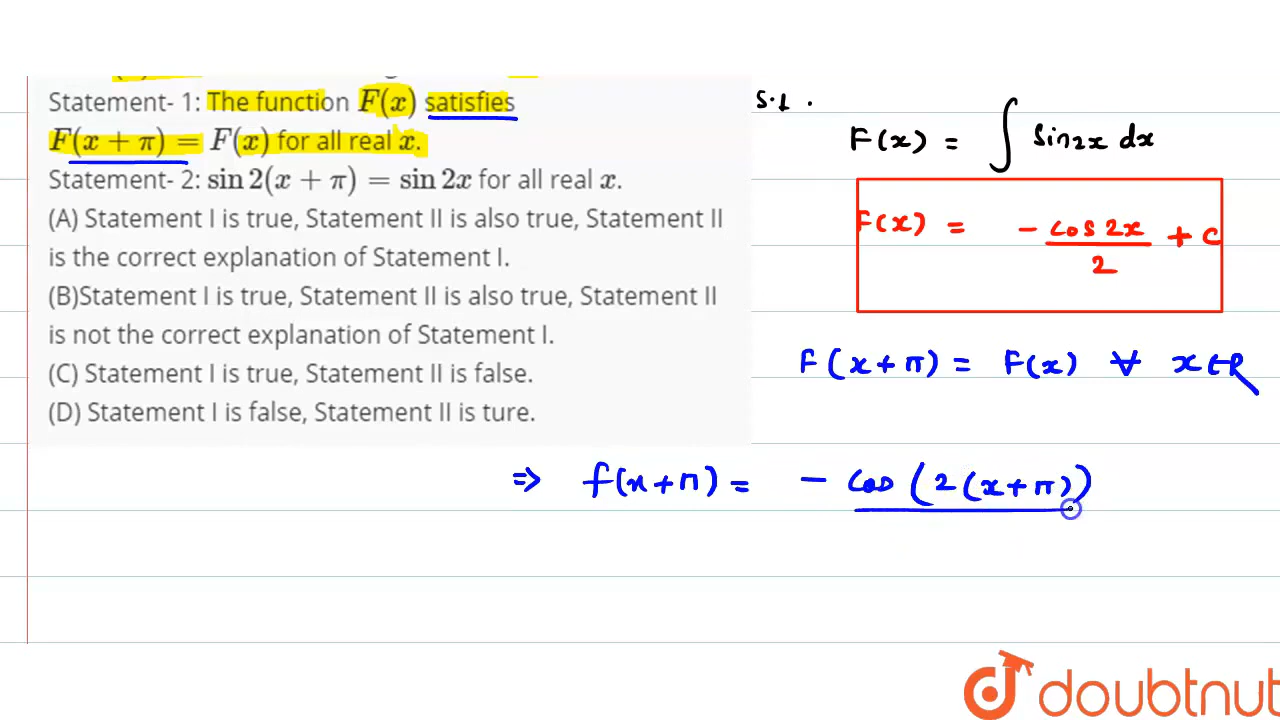 Statement- 1: The function F(x) satisfies
F(x + π) = F(x) for all real x.
Statement- 2: sin 2(x + π) = sin 2x for all real x.
(A) Statement I is true, Statement II is also true, Statement II
is the correct explanation of Statement I.
(B)Statement I is true, Statement II is also true, Statement II
is not the correct explanation of Statement I.
(C) Statement I is true, Statement II is false.
(D) Statement I is false, Statement II is ture.
S.1.
F(x) = ∫ sin2x dx
F(x) = - cos 2x / 2 + c
F(x+π) = F(x) ∀ x∈R
⇒ f(x+π) = - cos (2(x+π))
doubtnut